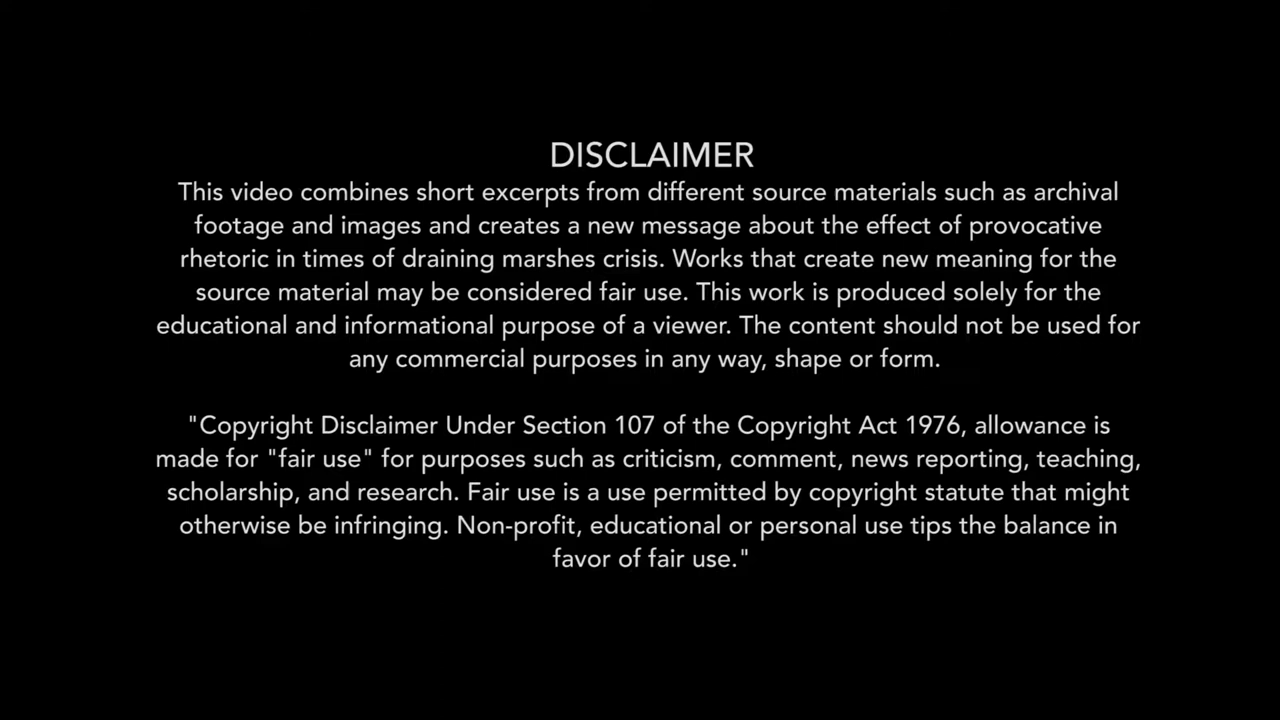 DISCLAIMER
This video combines short excerpts from different source materials such as archival
footage and images and creates a new message about the effect of provocative
rhetoric in times of draining marshes crisis. Works that create new meaning for the
source material may be considered fair use. This work is produced solely for the
educational and informational purpose of a viewer. The content should not be used for
any commercial purposes in any way, shape or form.
"Copyright Disclaimer Under Section 107 of the Copyright Act 1976, allowance is
made for "fair use" for purposes such as criticism, comment, news reporting, teaching,
scholarship, and research. Fair use is a use permitted by copyright statute that might
otherwise be infringing. Non-profit, educational or personal use tips the balance in
favor of fair use."